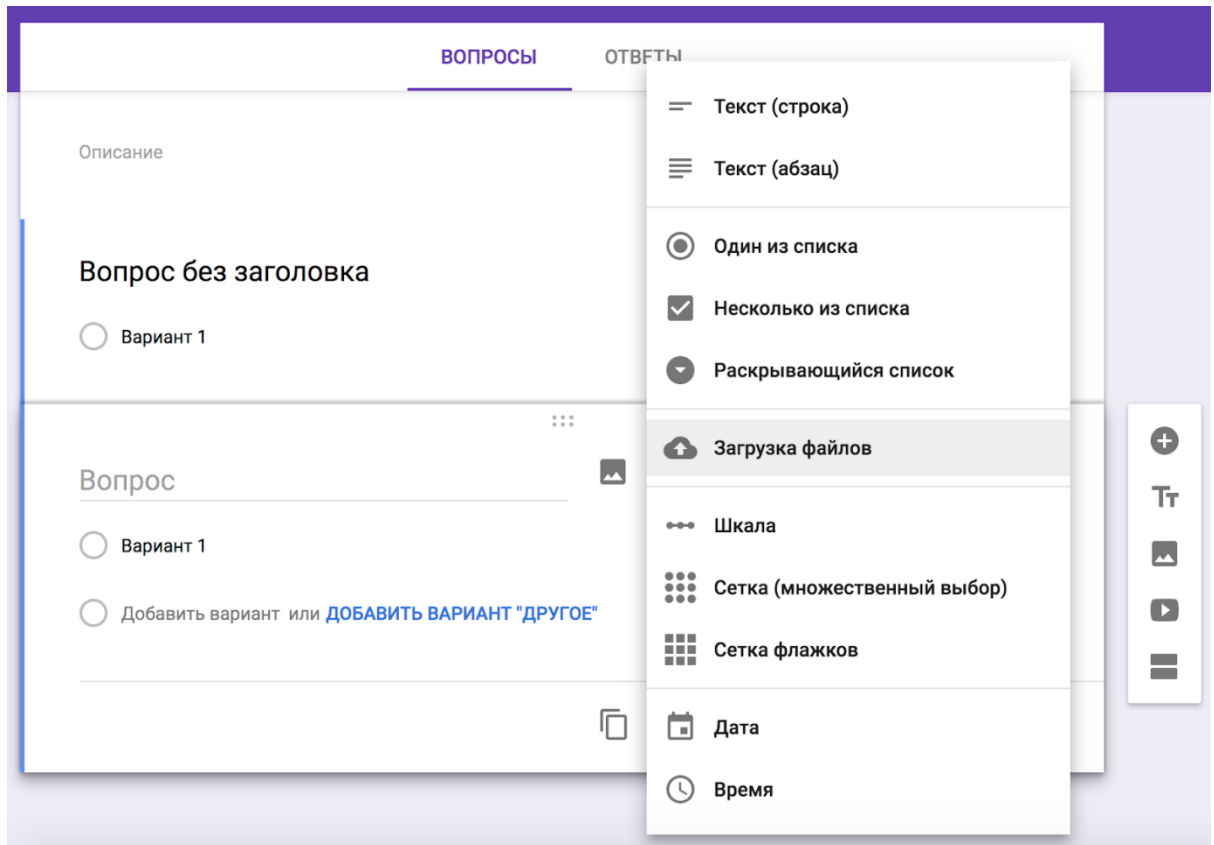 ВОПРОСЫ ОТВЕТЫ
Описание
Вопрос без заголовка
Вариант 1
Вопрос
Вариант 1
Добавить вариант или ДОБАВИТЬ ВАРИАНТ "ДРУГОЕ"
Текст (строка)
Текст (абзац)
Один из списка
Несколько из списка
Раскрывающийся список
Загрузка файлов
Шкала
Сетка (множественный выбор)
Сетка флажков
Дата
Время
Тт